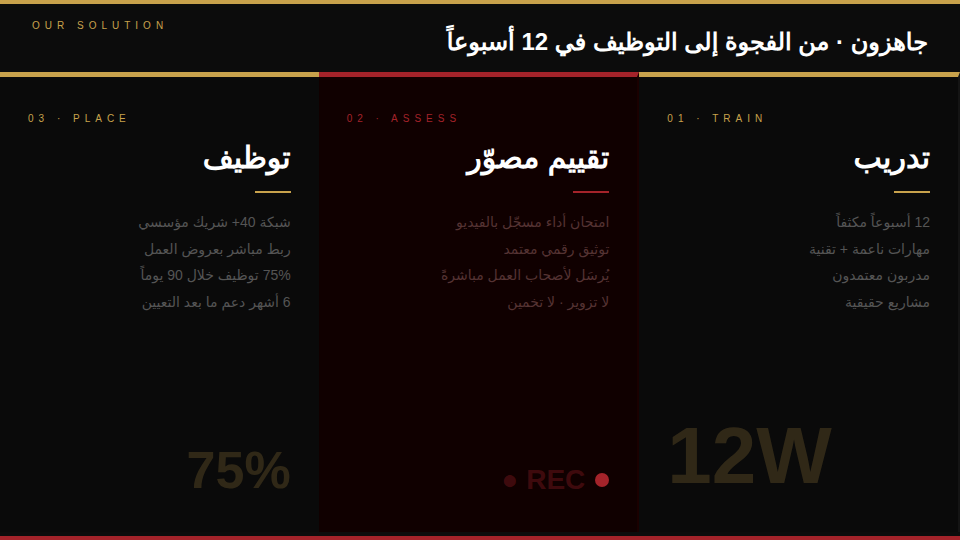 OUR SOLUTION
جاهزون · من الفجوة إلى التوظيف في 12 أسبوعاً
01 · TRAIN
تدريب
12 أسبوعاً مكثفاً
مهارات ناعمة + تقنية
مدربون معتمدون
مشاريع حقيقية
12W
02 · ASSESS
تقييم مصوّر
امتحان أداء مسجّل بالفيديو
توثيق رقمي معتمد
يُرسَل لأصحاب العمل مباشرةً
لا تزوير · لا تخمين
● REC ●
03 · PLACE
توظيف
شبكة 40+ شريك مؤسسي
ربط مباشر بعروض العمل
75% توظيف خلال 90 يوماً
6 أشهر دعم ما بعد التعيين
75%